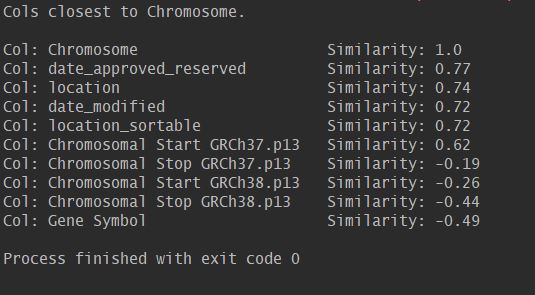 Cols closest to Chromosome.
Col: Chromosome Similarity: 1.0
Col: date_approved_reserved Similarity: 0.77
Col: location Similarity: 0.74
Col: date_modified Similarity: 0.72
Col: location_sortable Similarity: 0.72
Col: Chromosomal Start GRCh37.p13 Similarity: 0.62
Col: Chromosomal Stop GRCh37.p13 Similarity: -0.19
Col: Chromosomal Start GRCh38.p13 Similarity: -0.26
Col: Chromosomal Stop GRCh38.p13 Similarity: -0.44
Col: Gene Symbol Similarity: -0.49
Process finished with exit code 0